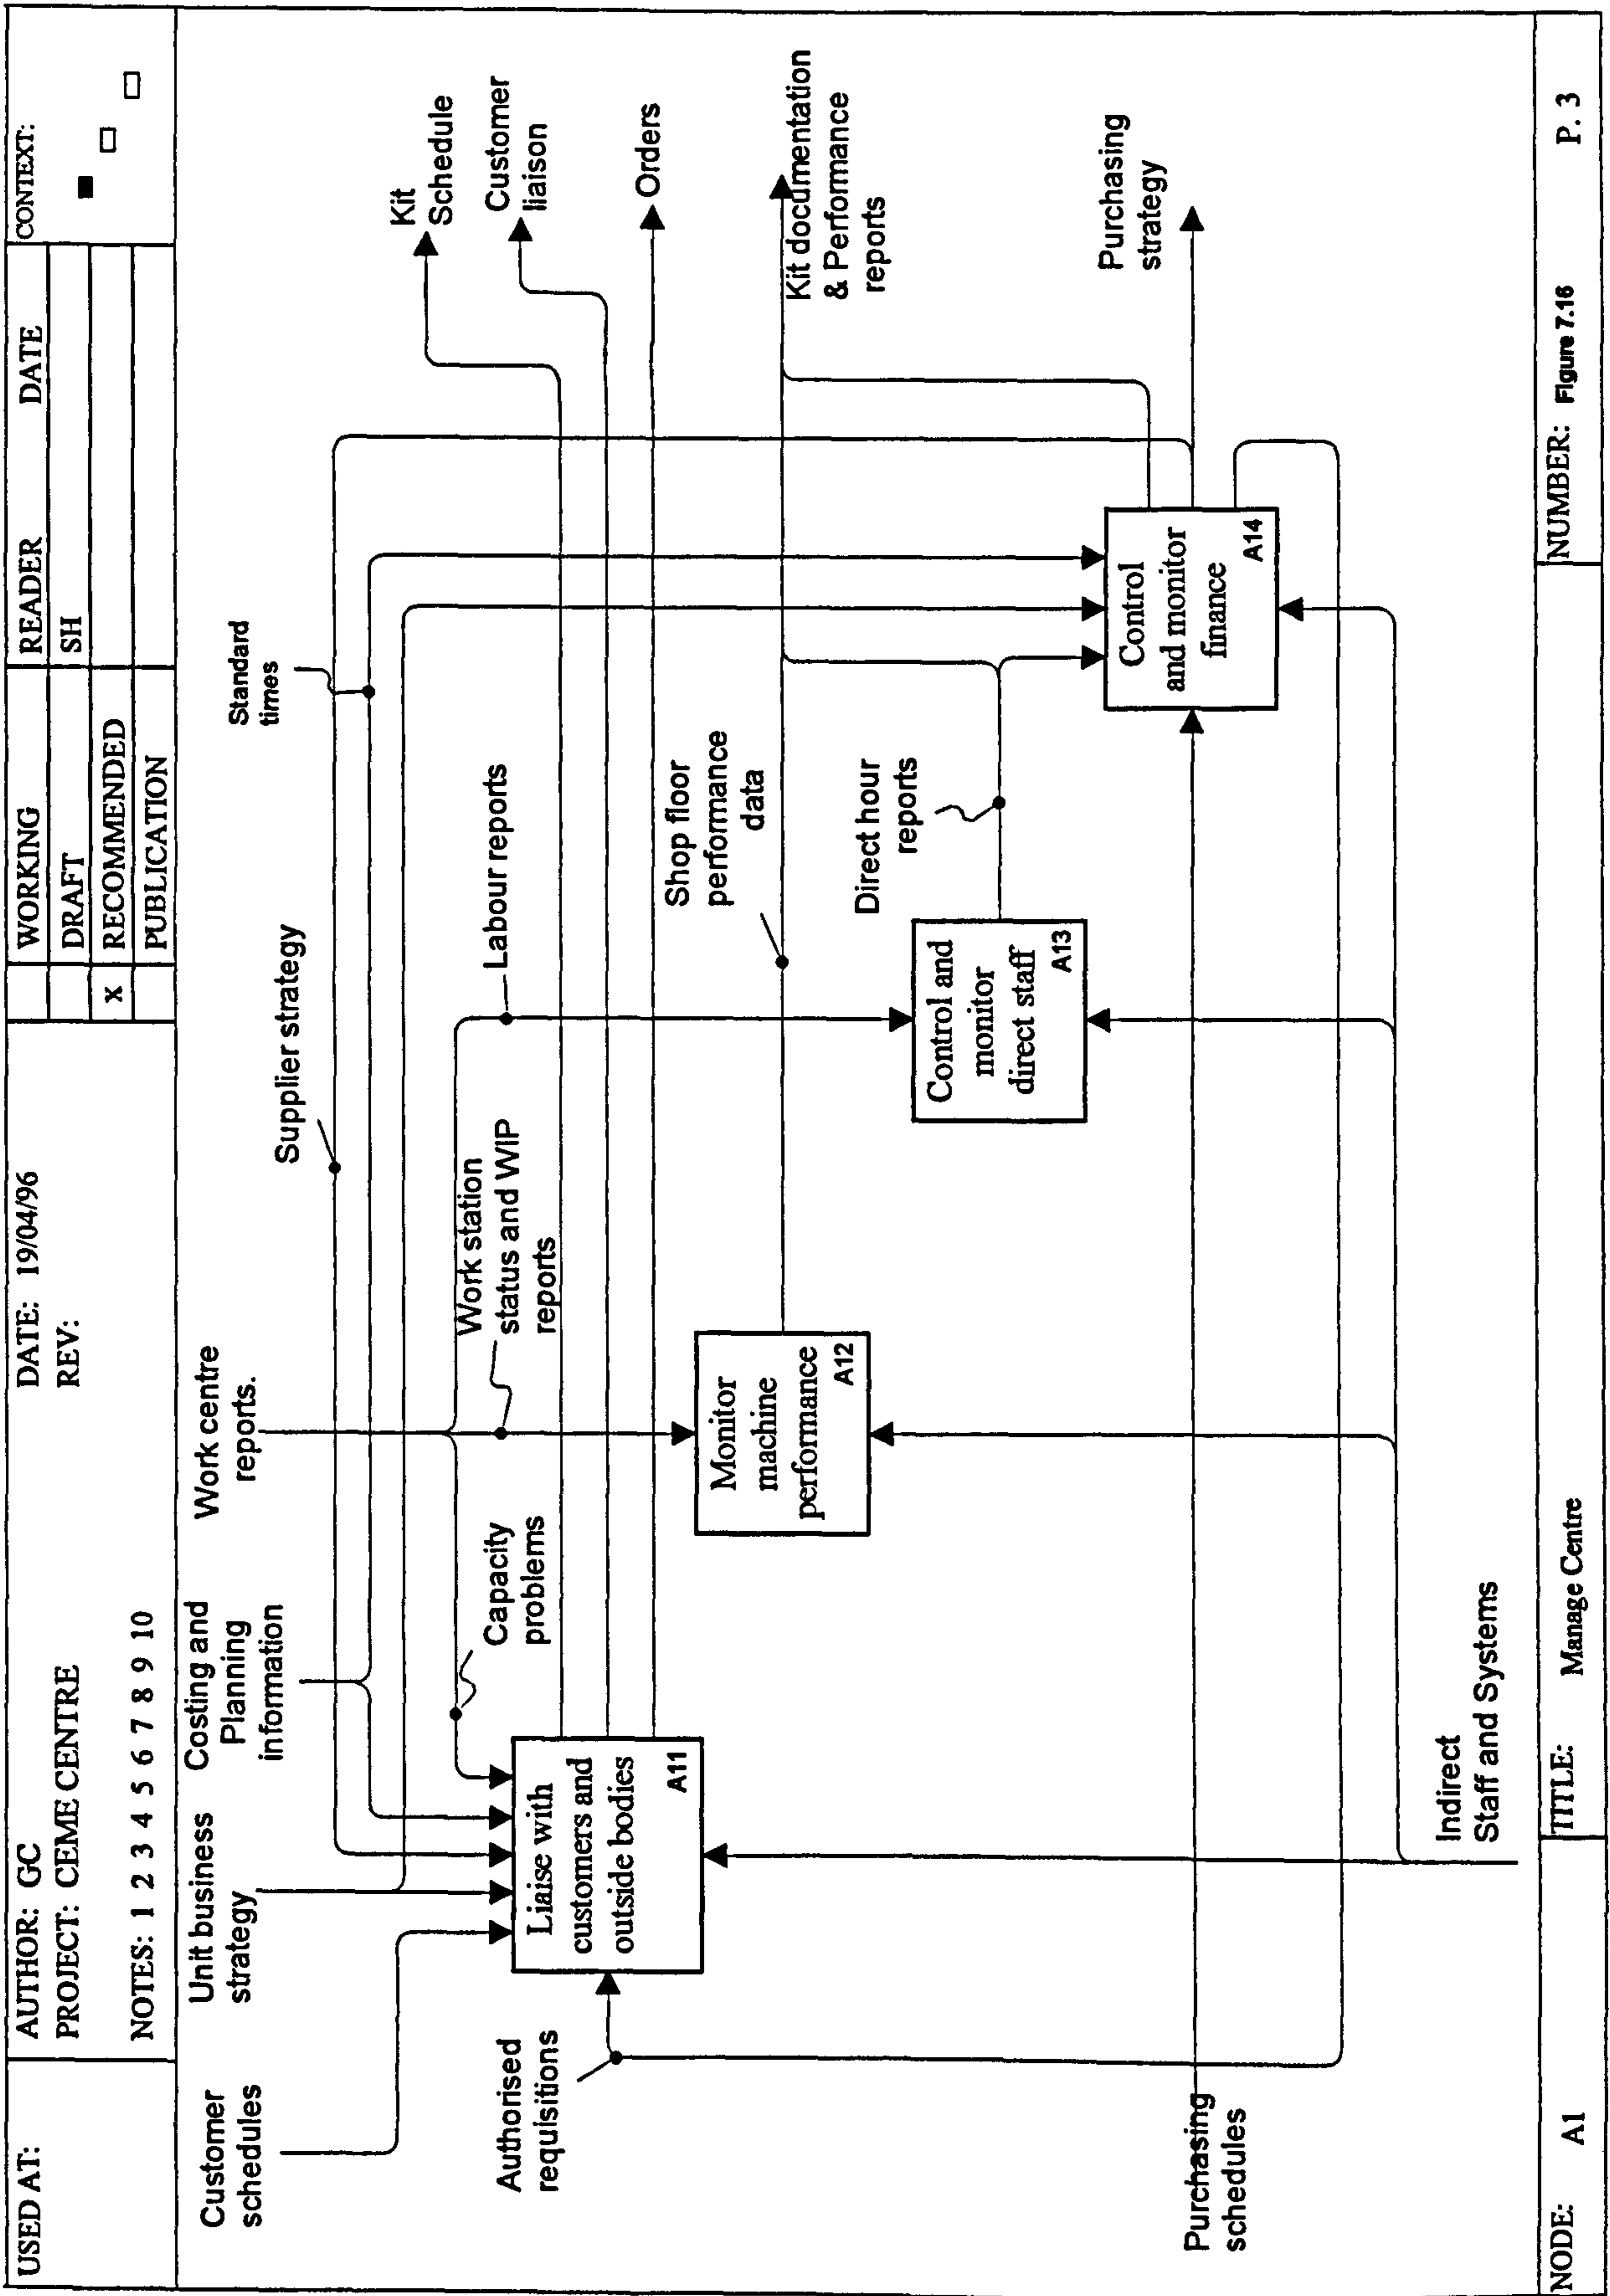 USED AT:
AUTHOR: GC
PROJECT: CEME CENTRE
NOTES: 1 2 3 4 5 6 7 8 9 10
DATE: 19/04/96
REV:
WORKING
DRAFT
X RECOMMENDED
PUBLICATION
READER DATE
SH
CONTEXT:
Customer
schedules
Unit business
strategy
Costing and
Planning
information
Work centre
reports.
Supplier strategy
Standard
times
Kit
Schedule
Customer
liaison
Orders
Kit documentation
& Perfomance
reports
Purchasing
strategy
Capacity
problems
Work station
status and WIP
reports
Labour reports
Shop floor
performance
data
Direct hour
reports
Authorised
requisitions
Liaise with
customers and
outside bodies
A11
Monitor
machine
performance
A12
Control and
monitor
direct staff
A13
Control
and monitor
finance
A14
Purchasing
schedules
Indirect
Staff and Systems
NODE: A1
TITLE: Manage Centre
NUMBER: Figure 7.16
P. 3